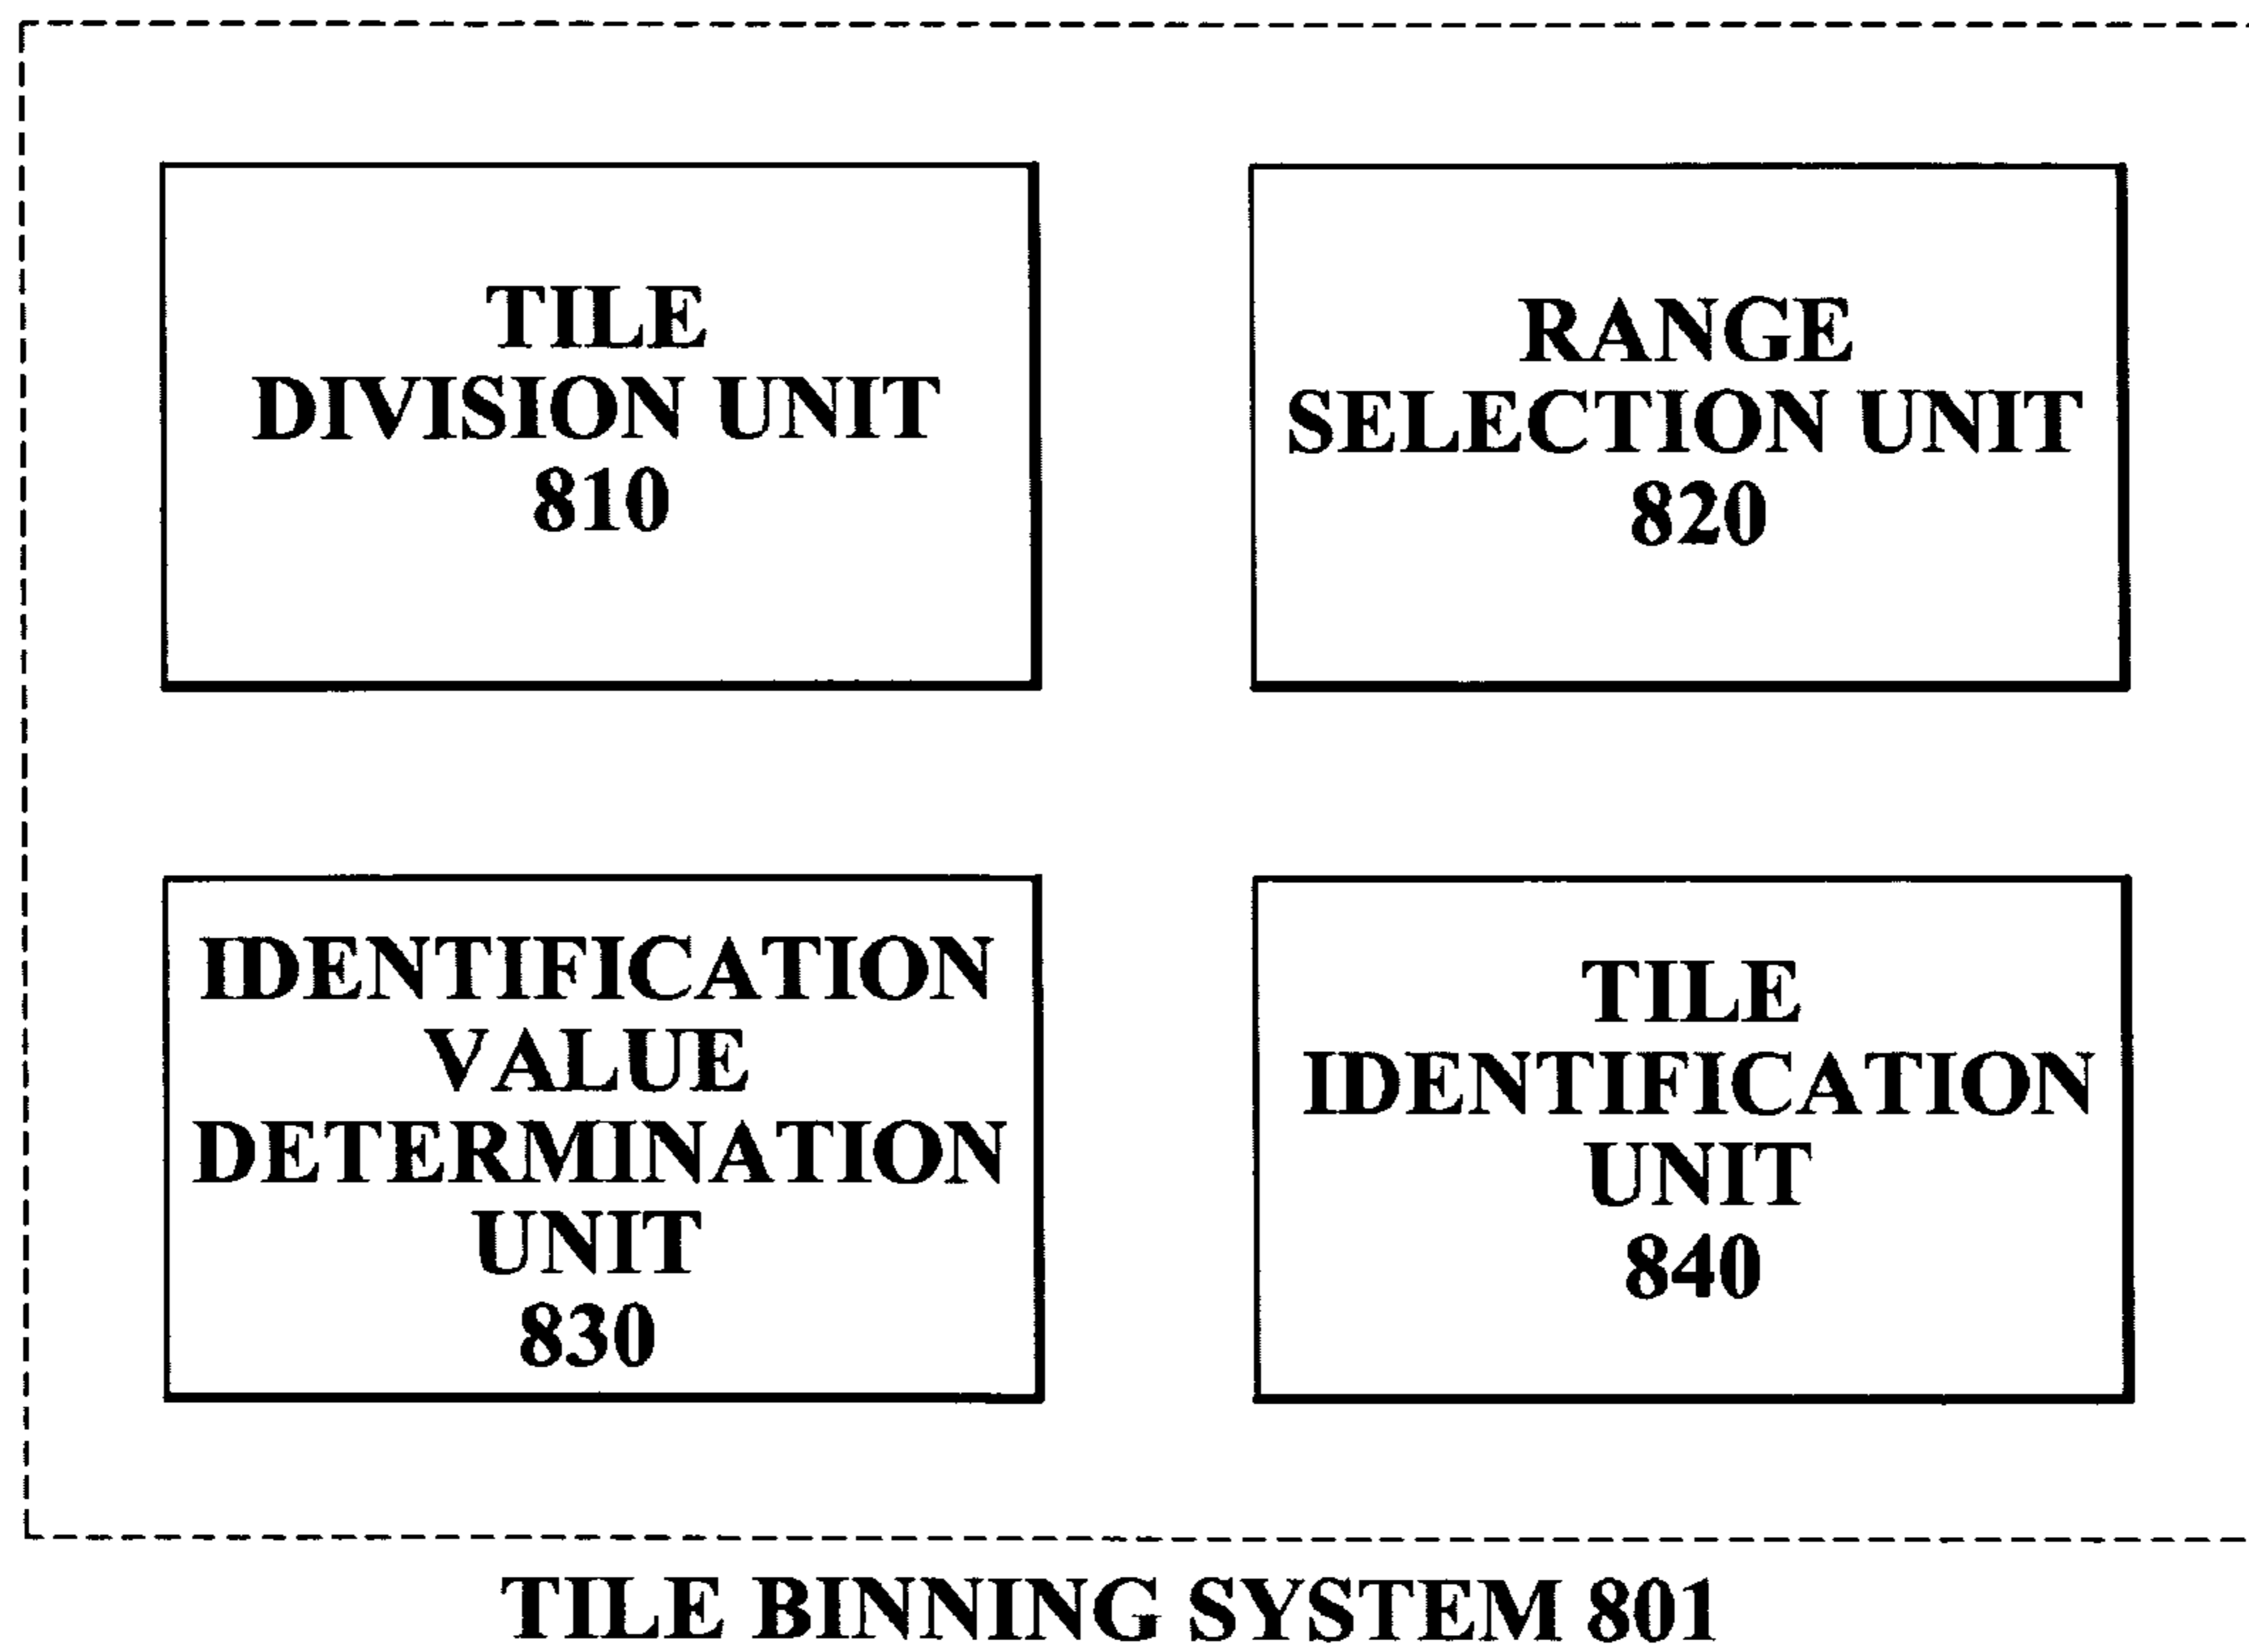 TILE
DIVISION UNIT
810
RANGE
SELECTION UNIT
820
IDENTIFICATION
VALUE
DETERMINATION
UNIT
830
TILE
IDENTIFICATION
UNIT
840
TILE BINNING SYSTEM 801